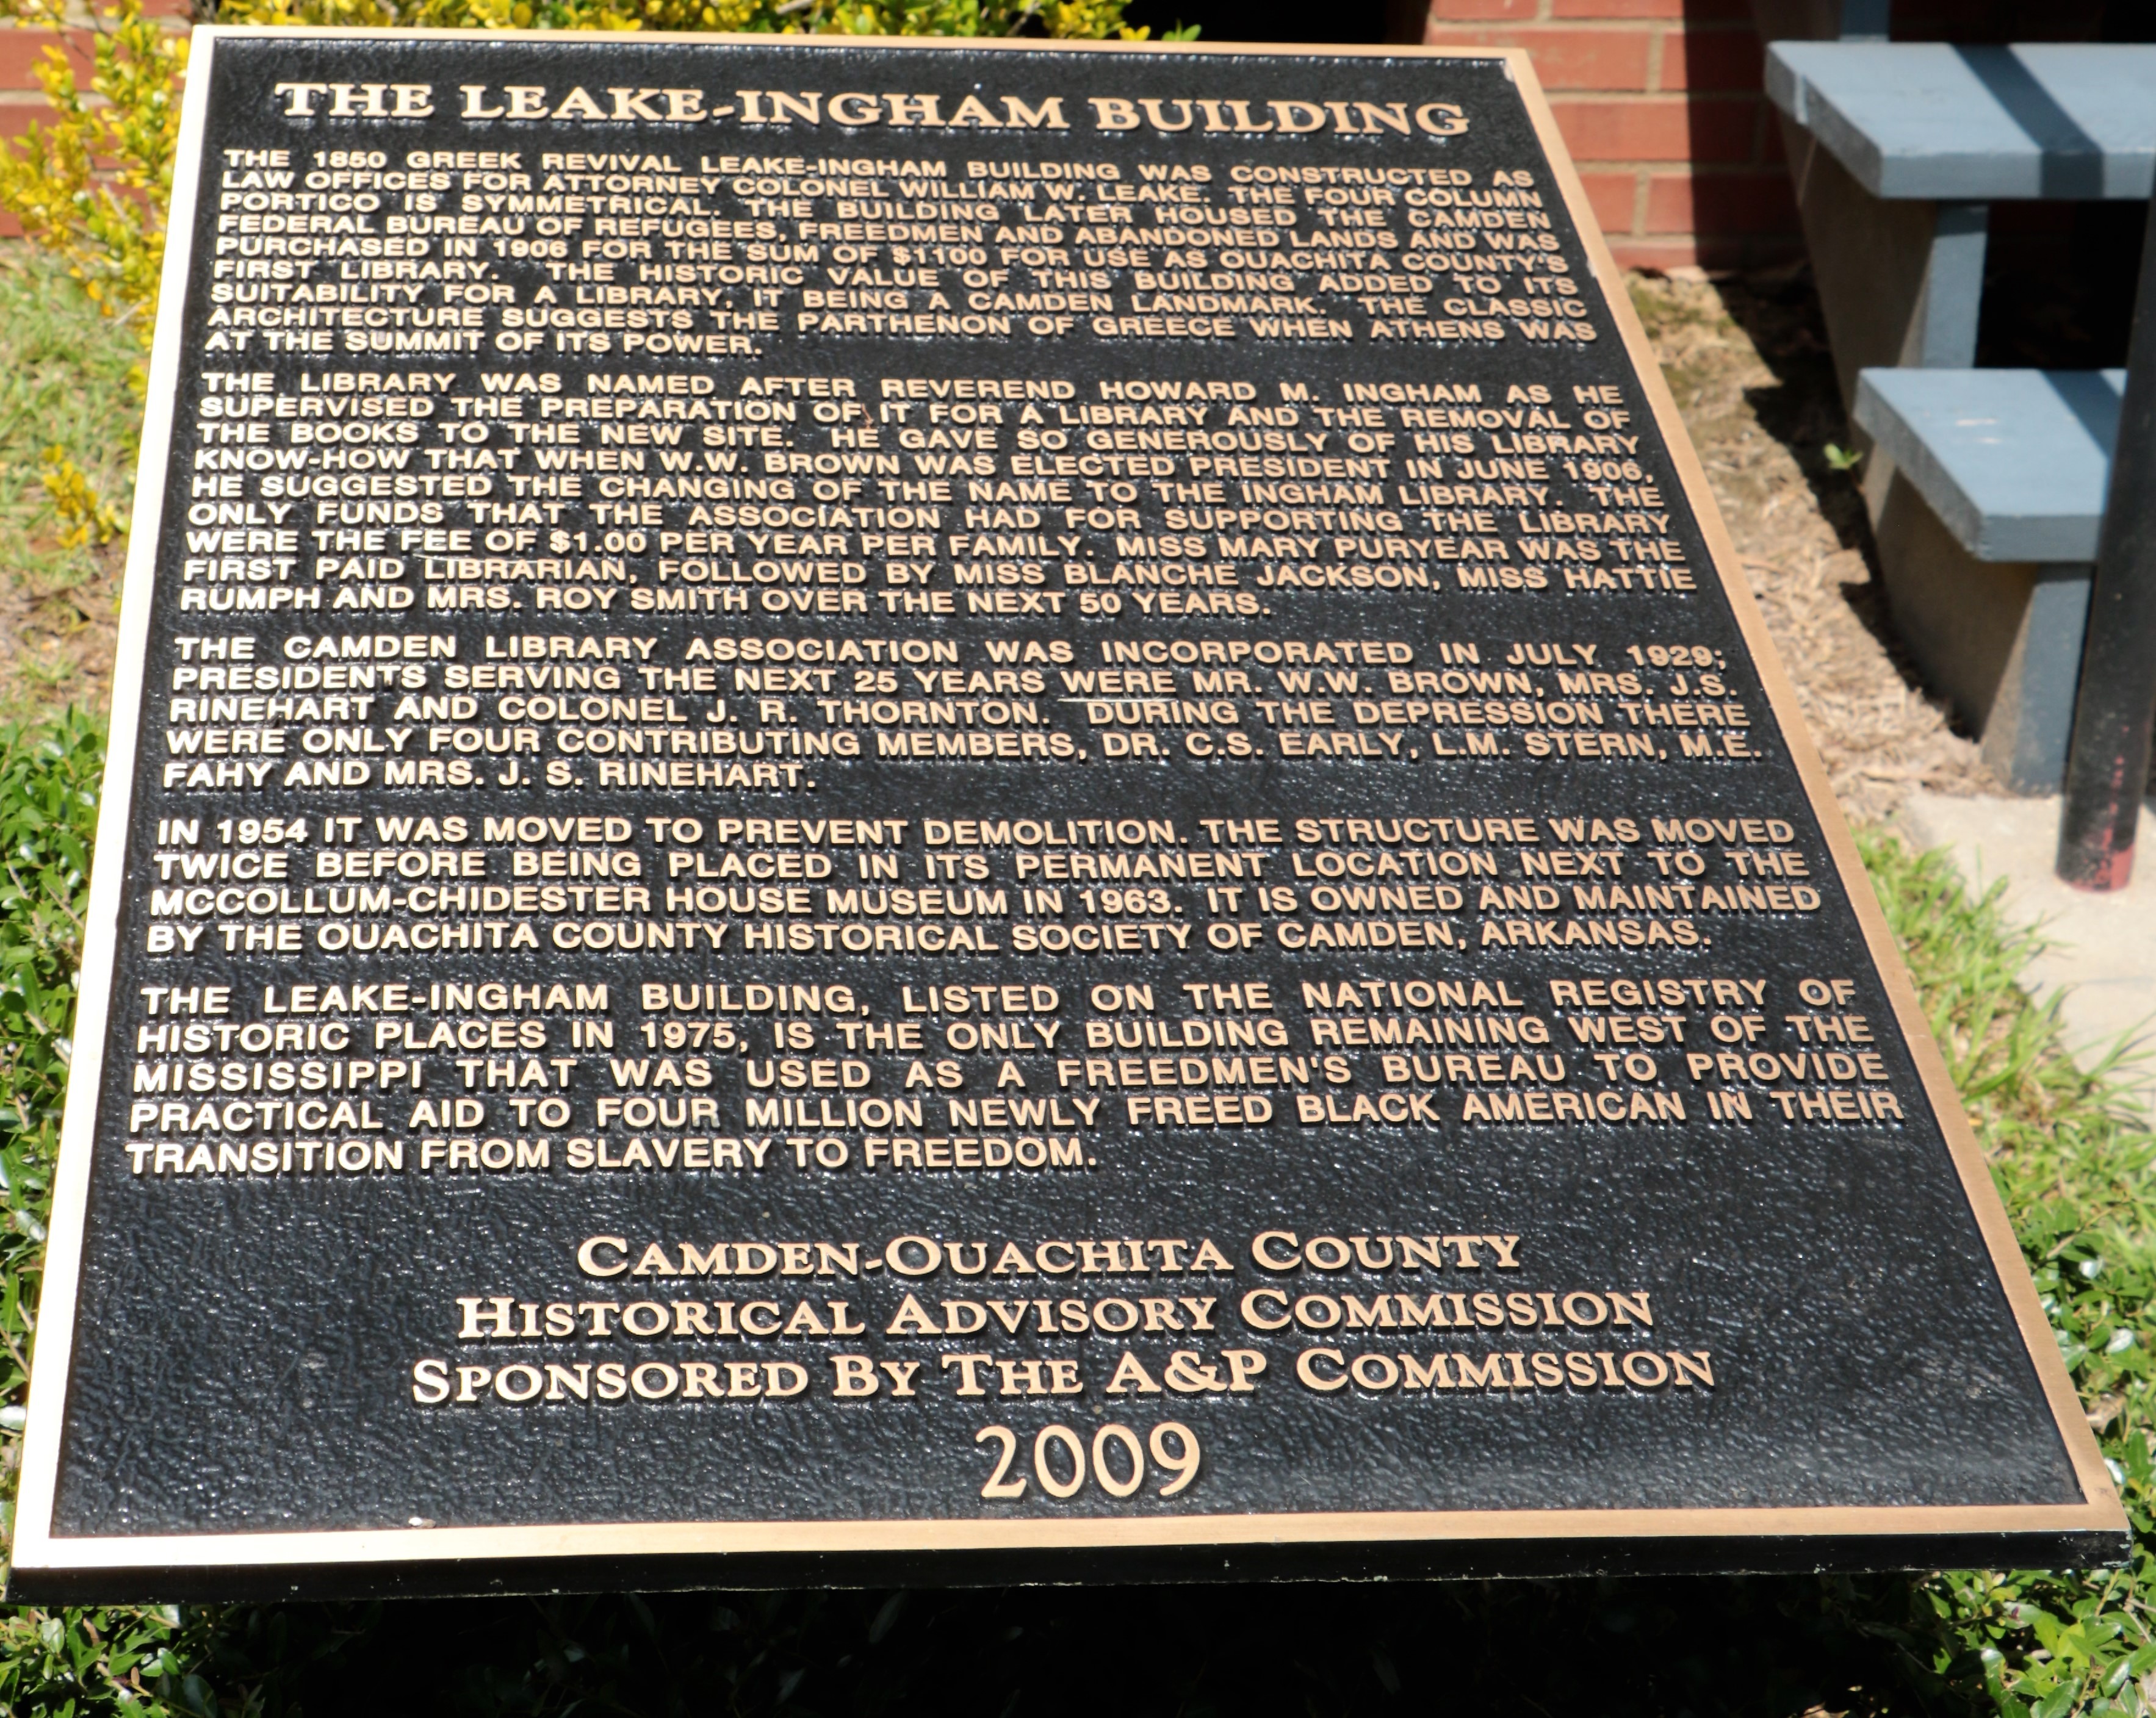 THE LEAKE-INGHAM BUILDING
THE 1850 GREEK REVIVAL LEAKE-INGHAM BUILDING WAS CONSTRUCTED AS
LAW OFFICES FOR ATTORNEY COLONEL WILLIAM W. LEAKE. THE FOUR COLUMN
PORTICO IS SYMMETRICAL. THE BUILDING LATER HOUSED THE CAMDEN
FEDERAL BUREAU OF REFUGEES, FREEDMEN AND ABANDONED LANDS AND WAS
PURCHASED IN 1906 FOR THE SUM OF $1100 FOR USE AS OUACHITA COUNTY'S
FIRST LIBRARY. THE HISTORIC VALUE OF THIS BUILDING ADDED TO ITS
SUITABILITY FOR A LIBRARY, IT BEING A CAMDEN LANDMARK. THE CLASSIC
ARCHITECTURE SUGGESTS THE PARTHENON OF GREECE WHEN ATHENS WAS
AT THE SUMMIT OF ITS POWER.
THE LIBRARY WAS NAMED AFTER REVEREND HOWARD M. INGHAM AS HE
SUPERVISED THE PREPARATION OF IT FOR A LIBRARY AND THE REMOVAL OF
THE BOOKS TO THE NEW SITE. HE GAVE SO GENEROUSLY OF HIS LIBRARY
KNOW-HOW THAT WHEN W.W. BROWN WAS ELECTED PRESIDENT IN JUNE 1906,
HE SUGGESTED THE CHANGING OF THE NAME TO THE INGHAM LIBRARY. THE
ONLY FUNDS THAT THE ASSOCIATION HAD FOR SUPPORTING THE LIBRARY
WERE THE FEE OF $1.00 PER YEAR PER FAMILY. MISS MARY PURYEAR WAS THE
FIRST PAID LIBRARIAN, FOLLOWED BY MISS BLANCHE JACKSON, MISS HATTIE
RUMPH AND MRS. ROY SMITH OVER THE NEXT 50 YEARS.
THE CAMDEN LIBRARY ASSOCIATION WAS INCORPORATED IN JULY 1929;
PRESIDENTS SERVING THE NEXT 25 YEARS WERE MR. W.W. BROWN, MRS. J.S.
RINEHART AND COLONEL J. R. THORNTON. DURING THE DEPRESSION THERE
WERE ONLY FOUR CONTRIBUTING MEMBERS, DR. C.S. EARLY, L.M. STERN, M.E.
FAHY AND MRS. J. S. RINEHART.
IN 1954 IT WAS MOVED TO PREVENT DEMOLITION. THE STRUCTURE WAS MOVED
TWICE BEFORE BEING PLACED IN ITS PERMANENT LOCATION NEXT TO THE
MCCOLLUM-CHIDESTER HOUSE MUSEUM IN 1963. IT IS OWNED AND MAINTAINED
BY THE OUACHITA COUNTY HISTORICAL SOCIETY OF CAMDEN, ARKANSAS.
THE LEAKE-INGHAM BUILDING, LISTED ON THE NATIONAL REGISTRY OF
HISTORIC PLACES IN 1975, IS THE ONLY BUILDING REMAINING WEST OF THE
MISSISSIPPI THAT WAS USED AS A FREEDMEN'S BUREAU TO PROVIDE
PRACTICAL AID TO FOUR MILLION NEWLY FREED BLACK AMERICAN IN THEIR
TRANSITION FROM SLAVERY TO FREEDOM.
CAMDEN-OUACHITA COUNTY
HISTORICAL ADVISORY COMMISSION
SPONSORED BY THE A&P COMMISSION
2009